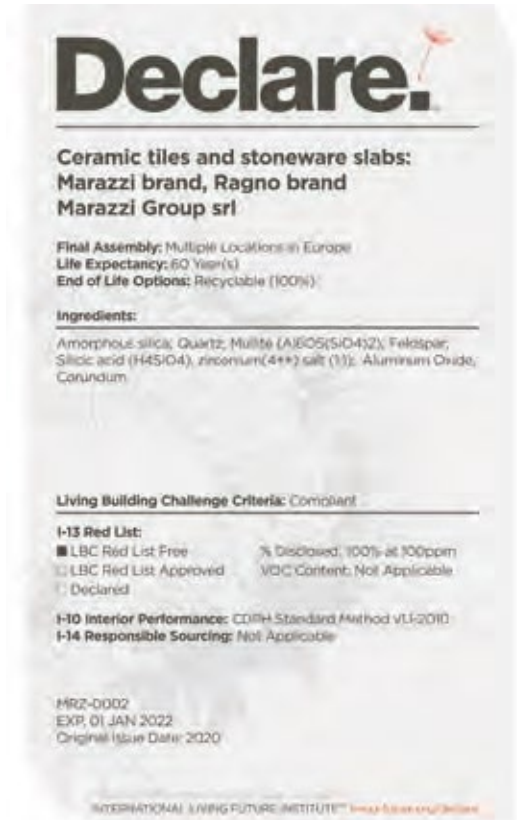 Declare.
Ceramic tiles and stoneware slabs:
Marazzi brand, Ragno brand
Marazzi Group srl
Final Assembly: Multiple Locations in Europe
Life Expectancy: 60 Year(s)
End of Life Options: Recyclable (100%)
Ingredients:
Amorphous silica; Quartz; Mullite (Al6O5(SiO4)2); Feldspar;
Silicic acid (H4SiO4), zirconium(4++) salt (1:1); Aluminum Oxide,
Corundum
Living Building Challenge Criteria: Compliant
I-13 Red List:
LBC Red List Free % Disclosed: 100% at 100ppm
LBC Red List Approved VOC Content: Not Applicable
Declared
I-10 Interior Performance: CDPH Standard Method V1.1-2010
I-14 Responsible Sourcing: Not Applicable
MRZ-0002
EXP. 01 JAN 2022
Original Issue Date: 2020
INTERNATIONAL LIVING FUTURE INSTITUTE™